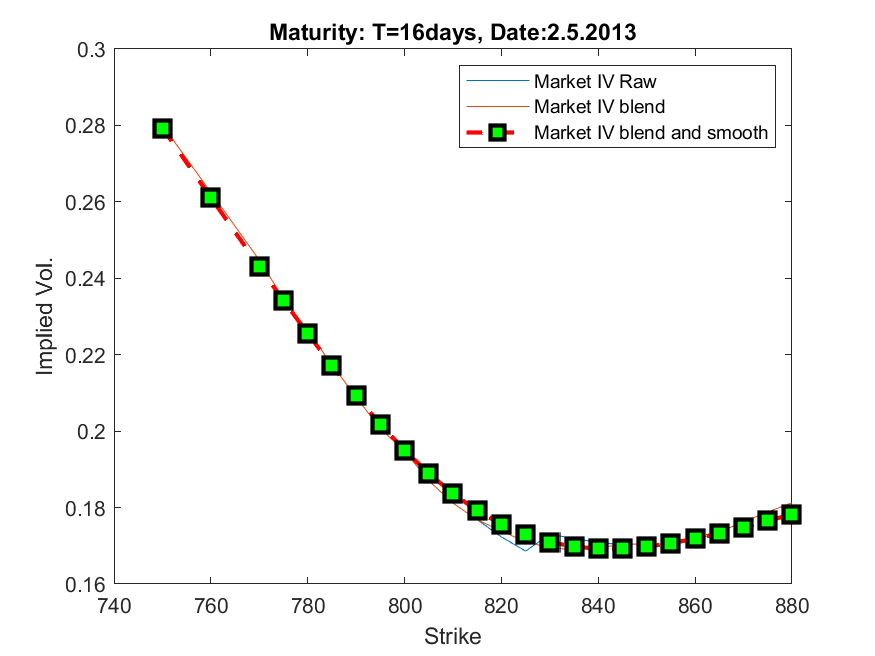 Maturity: T=16days, Date:2.5.2013
Market IV Raw
Market IV blend
Market IV blend and smooth
0.3
0.28
0.26
0.24
0.22
0.2
0.18
0.16
Implied Vol.
740 760 780 800 820 840 860 880
Strike